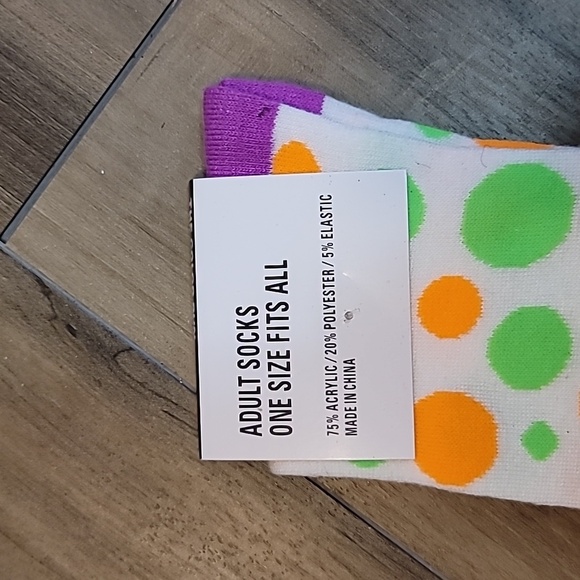 ADULT SOCKS
ONE SIZE FITS ALL
75% ACRYLIC/20% POLYESTER/5% ELASTIC
MADE IN CHINA